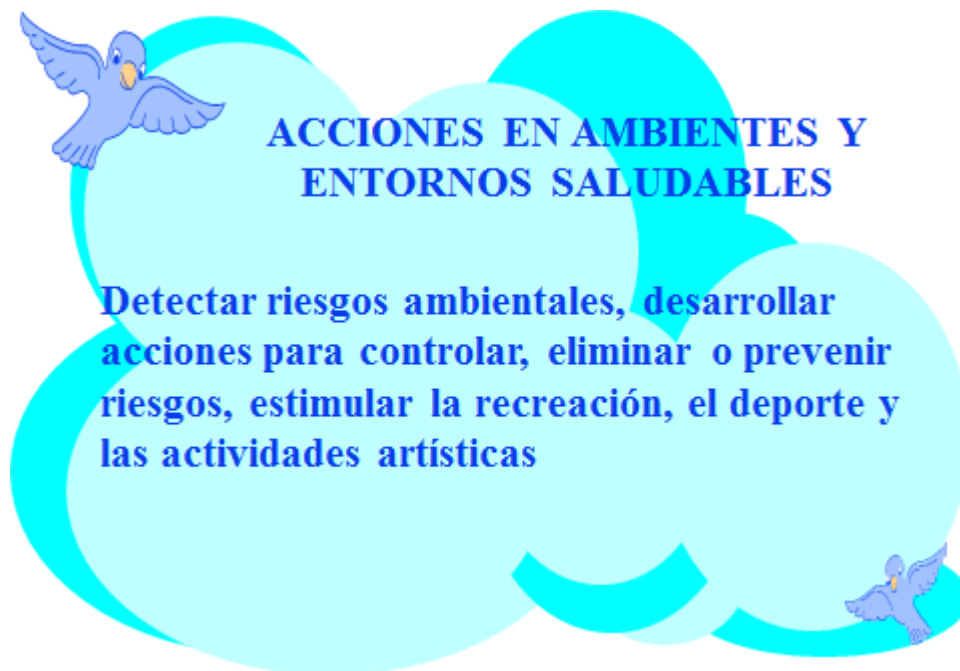 ACCIONES EN AMBIENTES Y
ENTORNOS SALUDABLES
Detectar riesgos ambientales, desarrollar
acciones para controlar, eliminar o prevenir
riesgos, estimular la recreación, el deporte y
las actividades artísticas